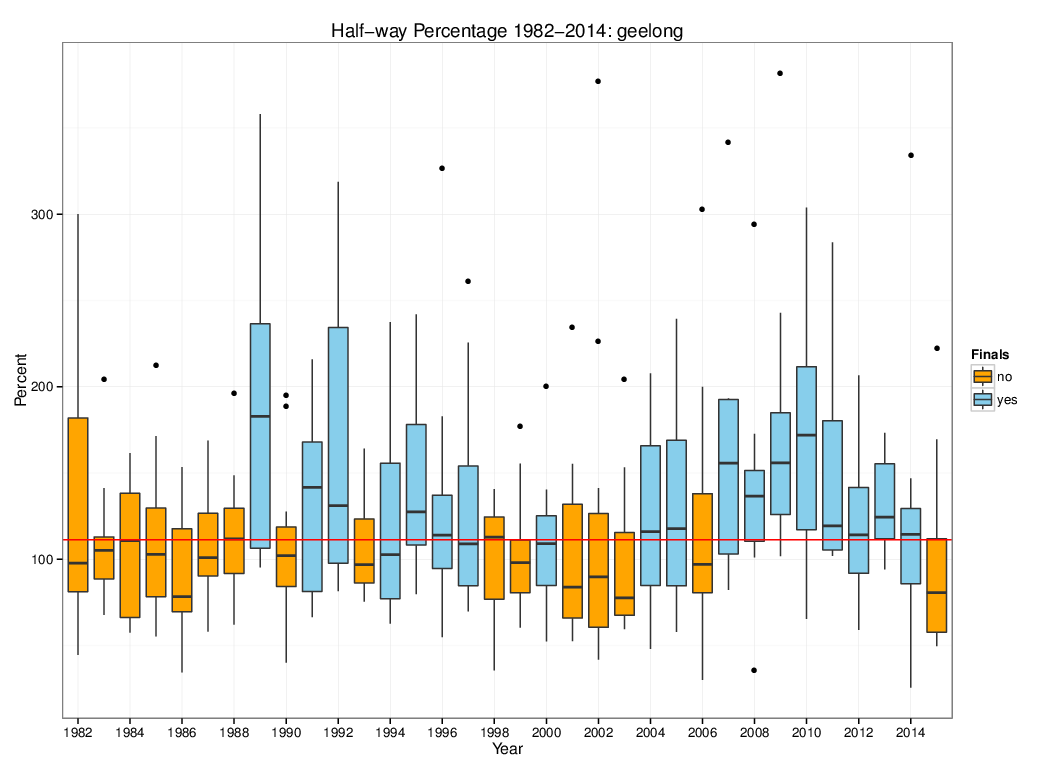 Half−way Percentage 1982−2014: geelong
Percent
300
200
100
1982 1984 1986 1988 1990 1992 1994 1996 1998 2000 2002 2004 2006 2008 2010 2012 2014
Year
Finals
no
yes